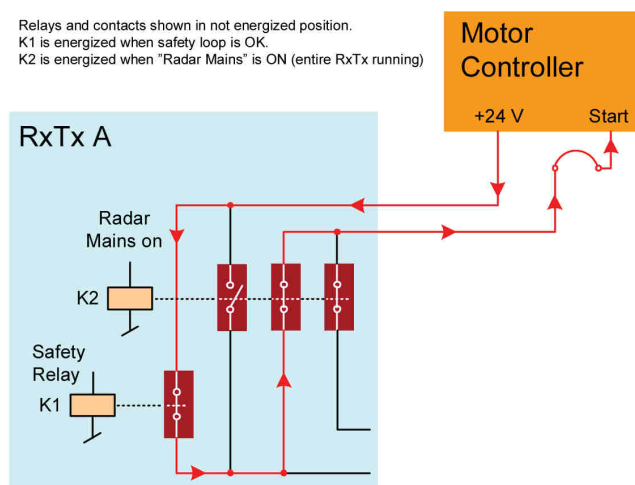 Relays and contacts shown in not energized position.
K1 is energized when safety loop is OK.
K2 is energized when ”Radar Mains” is ON (entire RxTx running)
Motor
Controller
+24 V
Start
RxTx A
Radar
Mains on
K2
Safety
Relay
K1